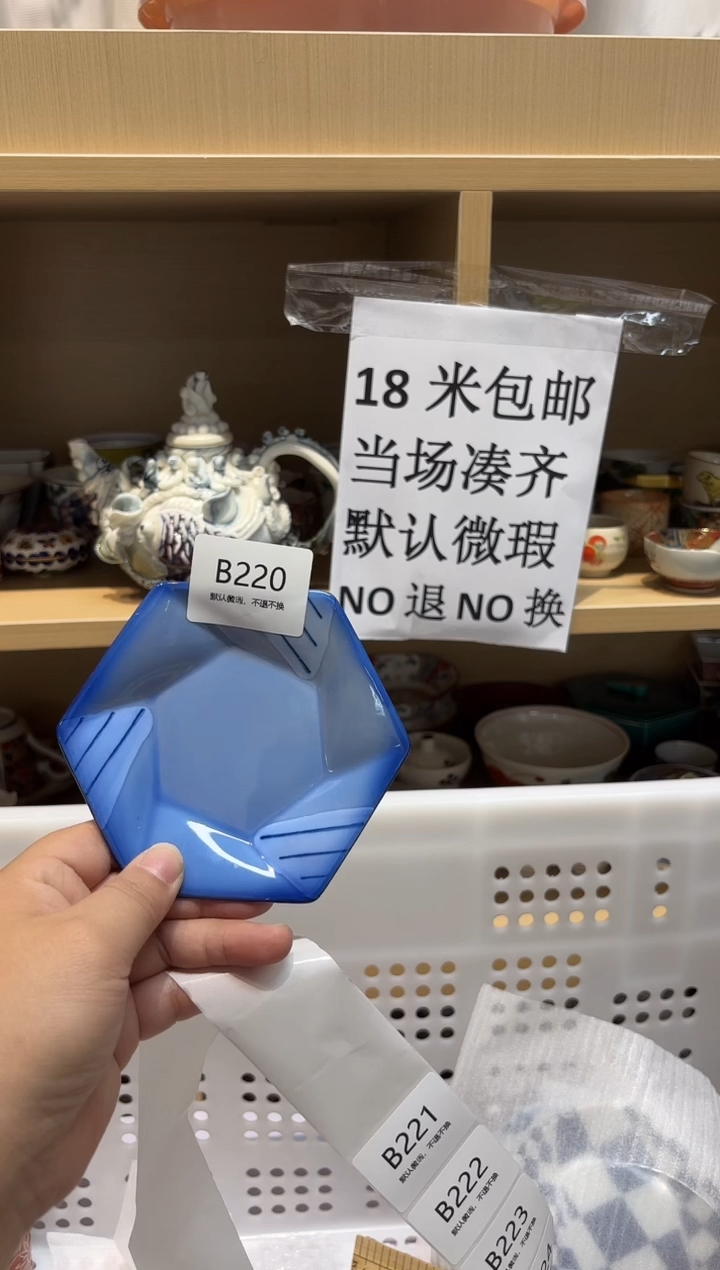 18 米包邮
当场凑齐
默认微瑕
NO 退 NO 换
B220
默认微瑕，不退不换
B221
默认微瑕，不退不换
B222
默认微瑕，不退不换
B223